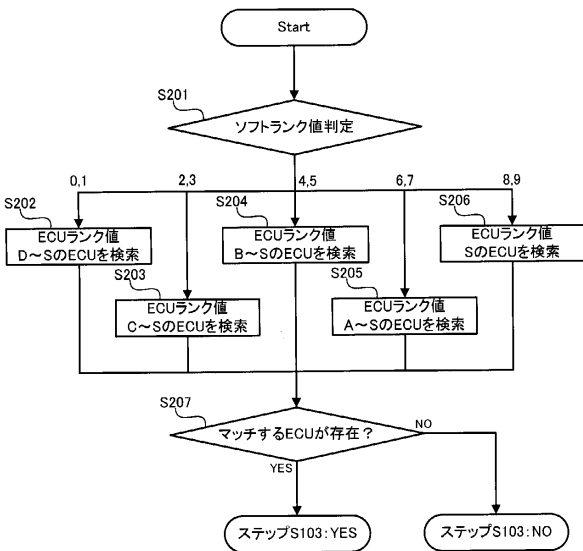 Start
S201
ソフトランク値判定
0,1
2,3
4,5
6,7
8,9
S202
ECUランク値
D～SのECUを検索
S203
ECUランク値
C～SのECUを検索
S204
ECUランク値
B～SのECUを検索
S205
ECUランク値
A～SのECUを検索
S206
ECUランク値
SのECUを検索
S207
マッチするECUが存在？
NO
YES
ステップS103：YES
ステップS103：NO